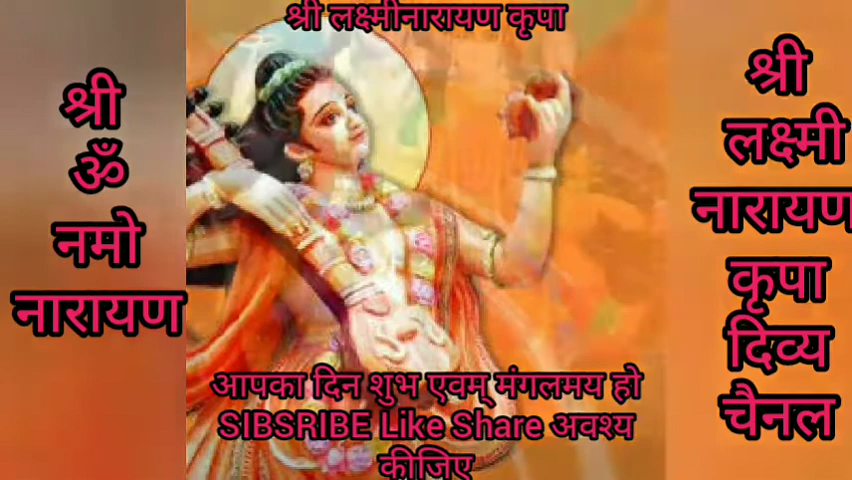 श्री लक्ष्मीनारायण कृपा
श्री
ॐ
नमो
नारायण
श्री
लक्ष्मी
नारायण
कृपा
दिव्य
चैनल
आपका दिन शुभ एवम् मंगलमय हो
SIBSRIBE Like Share अवश्य
कीजिए